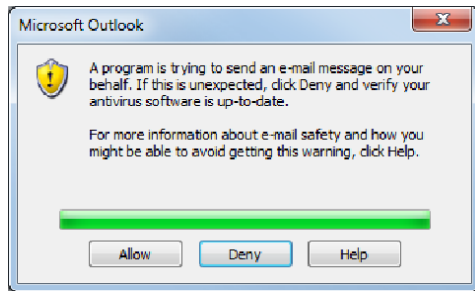 Microsoft Outlook
A program is trying to send an e-mail message on your
behalf. If this is unexpected, click Deny and verify your
antivirus software is up-to-date.
For more information about e-mail safety and how you
might be able to avoid getting this warning, click Help.
Allow Deny Help